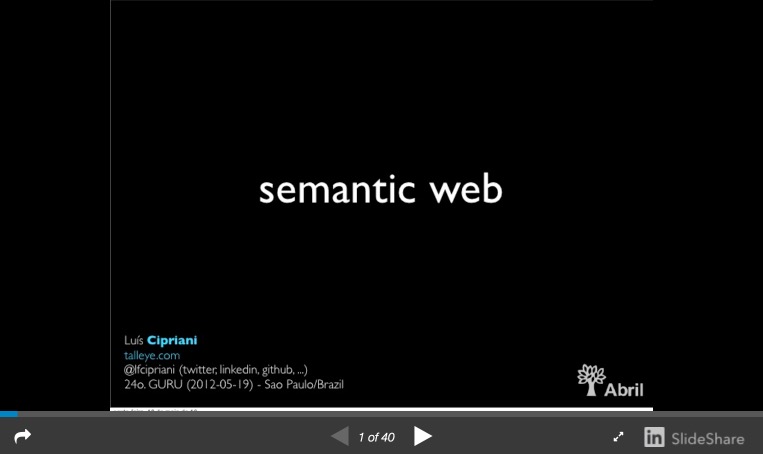 semantic web
Luís Cipriani
talleye.com
@lfcipriani (twitter, linkedin, github, ...)
24o. GURU (2012-05-19) - Sao Paulo/Brazil
Abril
1 of 40
in SlideShare